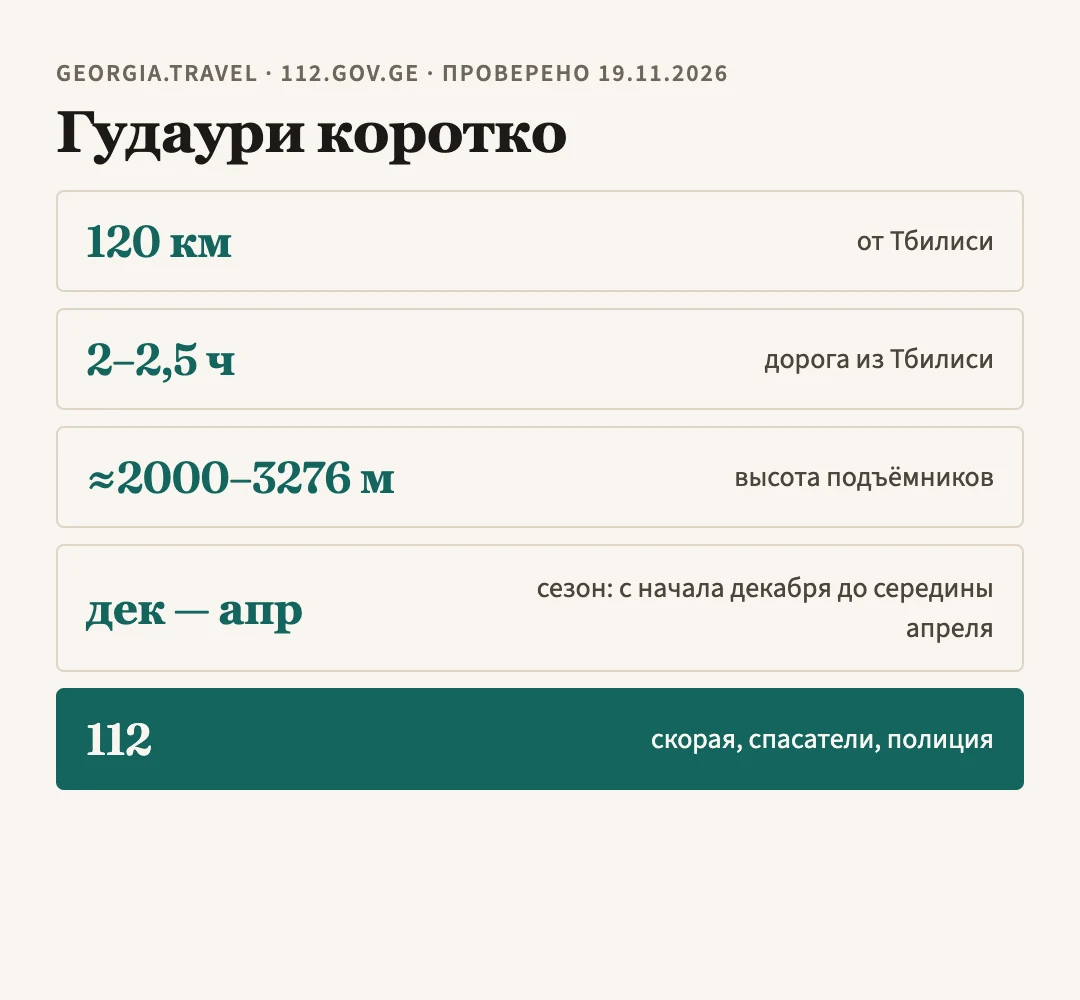 GEORGIA.TRAVEL · 112.GOV.GE · ПРОВЕРЕНО 19.11.2026
Гудаури коротко
120 км
от Тбилиси
2–2,5 ч
дорога из Тбилиси
≈2000–3276 м
высота подъёмников
дек — апр
сезон: с начала декабря до середины
апреля
112
скорая, спасатели, полиция